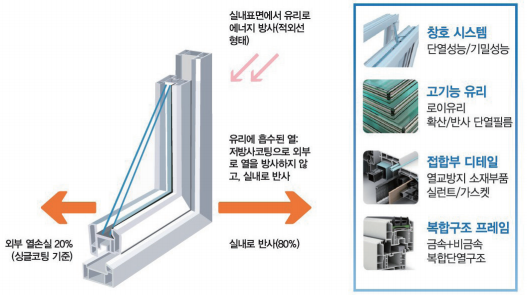 실내표면에서 유리로
에너지 방사(적외선
형태)
유리에 흡수된 열:
저방사코팅으로 외부
로 열을 방사하지 않
고, 실내로 반사
외부 열손실 20%
(싱글코팅 기준)
실내로 반사(80%)
창호 시스템
단열성능/기밀성능
고기능 유리
로이유리
확산/반사 단열필름
접합부 디테일
열교방지 소재부품
실런트/가스켓
복합구조 프레임
금속+비금속
복합단열구조